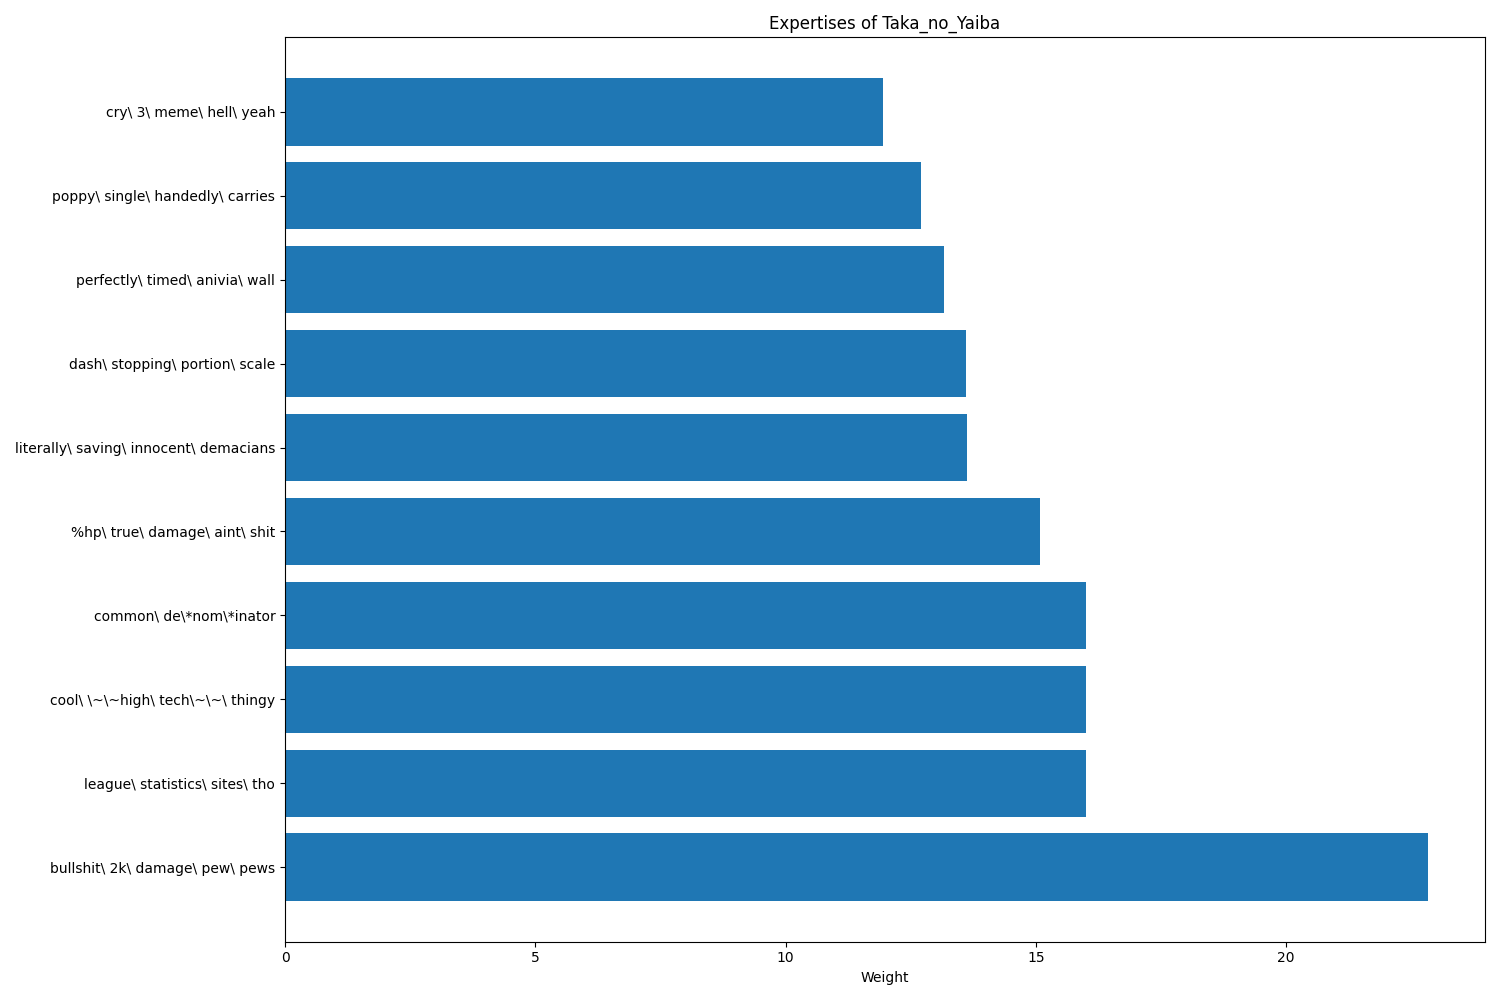 Expertises of Taka_no_Yaiba
cry\ 3\ meme\ hell\ yeah
poppy\ single\ handedly\ carries
perfectly\ timed\ anivia\ wall
dash\ stopping\ portion\ scale
literally\ saving\ innocent\ demacians
%hp\ true\ damage\ aint\ shit
common\ de\*nom\*inator
cool\ \~\~high\ tech\~\~\ thingy
league\ statistics\ sites\ tho
bullshit\ 2k\ damage\ pew\ pews
0 5 10 15 20
Weight